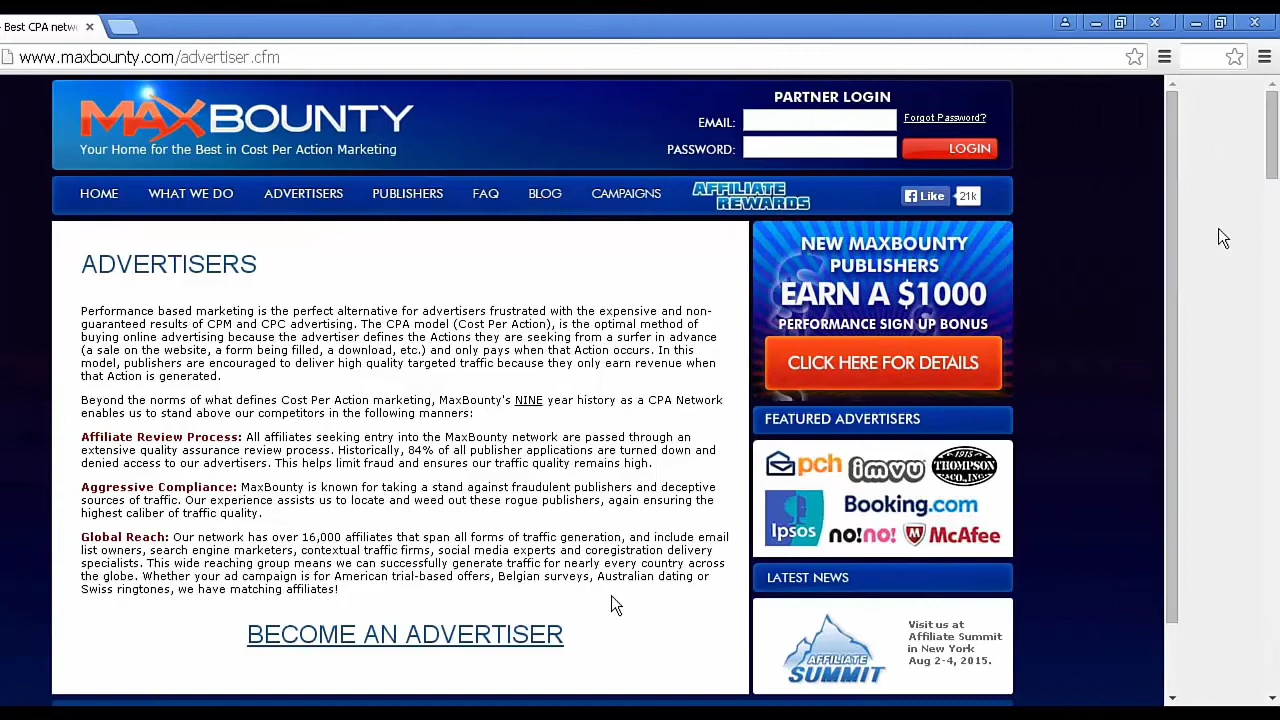 - Best CPA netw
www.maxbounty.com/advertiser.cfm
MAXBOUNTY
Your Home for the Best in Cost Per Action Marketing
PARTNER LOGIN
EMAIL:
Forgot Password?
PASSWORD:
LOGIN
HOME WHAT WE DO ADVERTISERS PUBLISHERS FAQ BLOG CAMPAIGNS AFFILIATE REWARDS
Like 21k
ADVERTISERS
Performance based marketing is the perfect alternative for advertisers frustrated with the expensive and non-
guaranteed results of CPM and CPC advertising. The CPA model (Cost Per Action), is the optimal method of
buying online advertising because the advertiser defines the Actions they are seeking from a surfer in advance
(a sale on the website, a form being filled, a download, etc.) and only pays when that Action occurs. In this
model, publishers are encouraged to deliver high quality targeted traffic because they only earn revenue when
that Action is generated.
Beyond the norms of what defines Cost Per Action marketing, MaxBounty's NINE year history as a CPA Network
enables us to stand above our competitors in the following manners:
Affiliate Review Process: All affiliates seeking entry into the MaxBounty network are passed through an
extensive quality assurance review process. Historically, 84% of all publisher applications are turned down and
denied access to our advertisers. This helps limit fraud and ensures our traffic quality remains high.
Aggressive Compliance: MaxBounty is known for taking a stand against fraudulent publishers and deceptive
sources of traffic. Our experience assists us to locate and weed out these rogue publishers, again ensuring the
highest caliber of traffic quality.
Global Reach: Our network has over 16,000 affiliates that span all forms of traffic generation, and include email
list owners, search engine marketers, contextual traffic firms, social media experts and coregistration delivery
specialists. This wide reaching group means we can successfully generate traffic for nearly every country across
the globe. Whether your ad campaign is for American trial-based offers, Belgian surveys, Australian dating or
Swiss ringtones, we have matching affiliates!
BECOME AN ADVERTISER
NEW MAXBOUNTY
PUBLISHERS
EARN A $1000
PERFORMANCE SIGN UP BONUS
CLICK HERE FOR DETAILS
FEATURED ADVERTISERS
pch imvu 1915 THOMPSON & CO., INC.
Ipsos Booking.com
no!no! McAfee
LATEST NEWS
AFFILIATE
SUMMIT
Visit us at
Affiliate Summit
in New York
Aug 2-4, 2015.